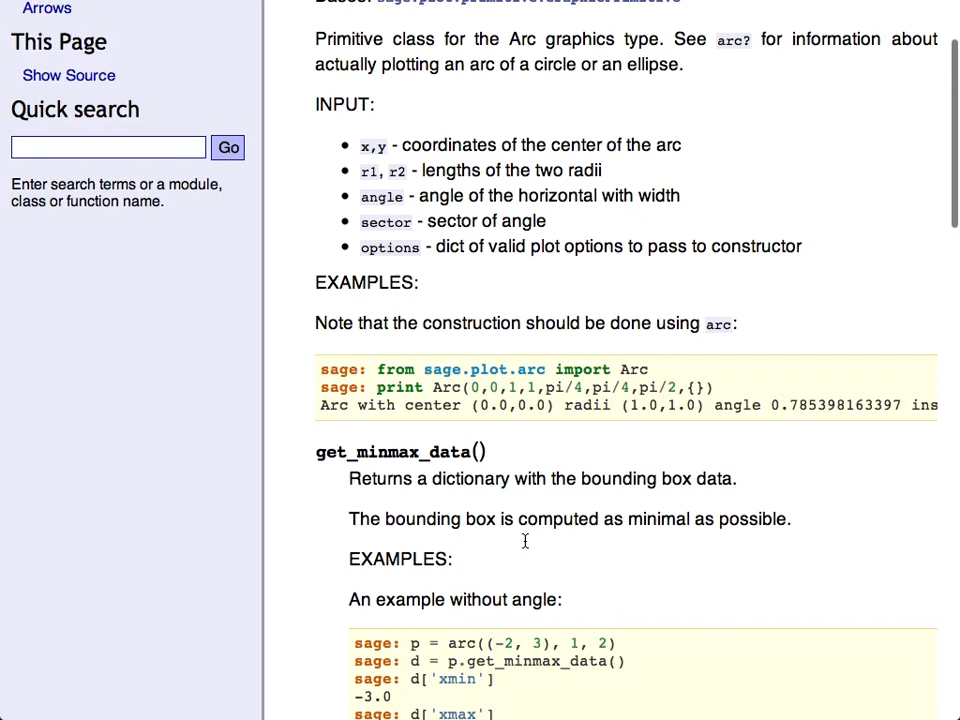 Arrows
This Page
Show Source
Quick search
Go
Enter search terms or a module,
class or function name.
Primitive class for the Arc graphics type. See arc? for information about
actually plotting an arc of a circle or an ellipse.
INPUT:
• x,y - coordinates of the center of the arc
• r1, r2 - lengths of the two radii
• angle - angle of the horizontal with width
• sector - sector of angle
• options - dict of valid plot options to pass to constructor
EXAMPLES:
Note that the construction should be done using arc:
sage: from sage.plot.arc import Arc
sage: print Arc(0,0,1,1,pi/4,pi/4,pi/2,{})
Arc with center (0.0,0.0) radii (1.0,1.0) angle 0.785398163397 ins
get_minmax_data()
Returns a dictionary with the bounding box data.
The bounding box is computed as minimal as possible.
EXAMPLES:
An example without angle:
sage: p = arc((-2, 3), 1, 2)
sage: d = p.get_minmax_data()
sage: d['xmin']
-3.0
sage: d['xmax']